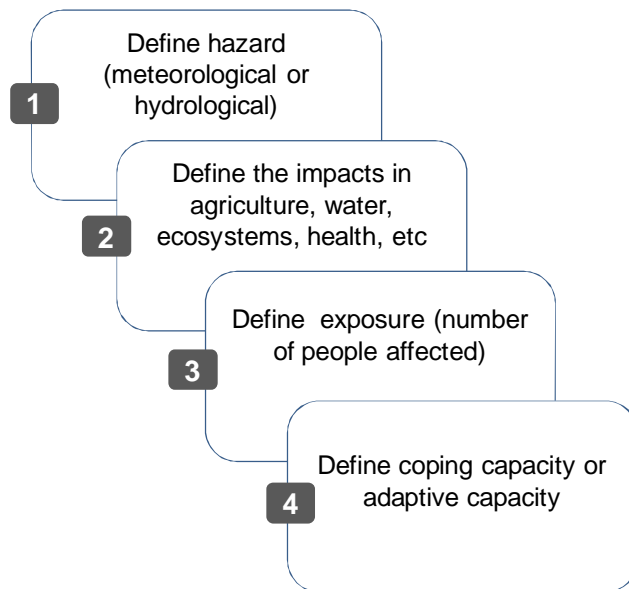 Define hazard
(meteorological or
hydrological)
1
Define the impacts in
agriculture, water,
ecosystems, health, etc
2
Define exposure (number
of people affected)
3
Define coping capacity or
adaptive capacity
4